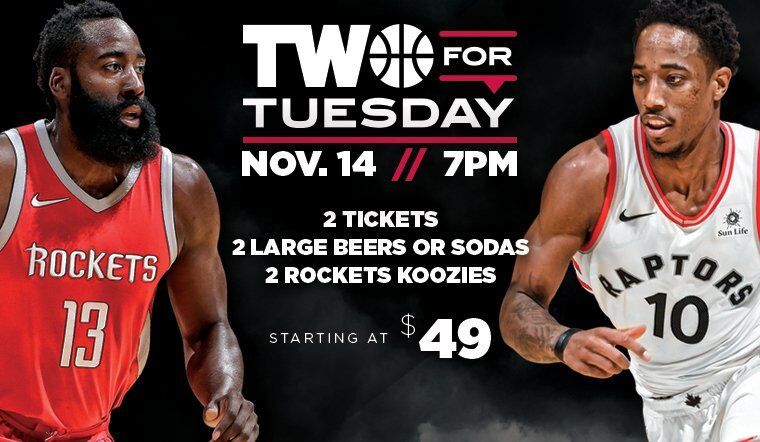 TWO FOR
TUESDAY
NOV. 14 // 7PM
2 TICKETS
2 LARGE BEERS OR SODAS
2 ROCKETS KOOZIES
STARTING AT $49
ROCKETS
13
Sun Life
RAPTORS
10